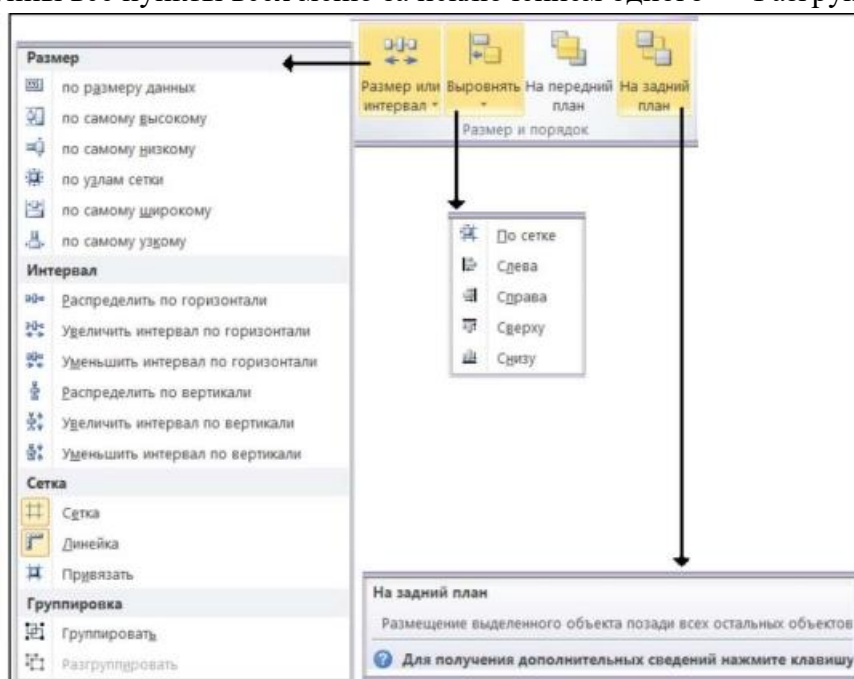 Размер
по размеру данных
по самому высокому
по самому низкому
по узлам сетки
по самому широкому
по самому узкому
Интервал
Распределить по горизонтали
Увеличить интервал по горизонтали
Уменьшить интервал по горизонтали
Распределить по вертикали
Увеличить интервал по вертикали
Уменьшить интервал по вертикали
Сетка
Сетка
Линейка
Привязать
Группировка
Группировать
Разгруппировать
Размер или интервал
Выровнять
На передний план
На задний план
Размер и порядок
По сетке
Слева
Справа
Сверху
Снизу
На задний план
Размещение выделенного объекта позади всех остальных объектов
Для получения дополнительных сведений нажмите клавишу